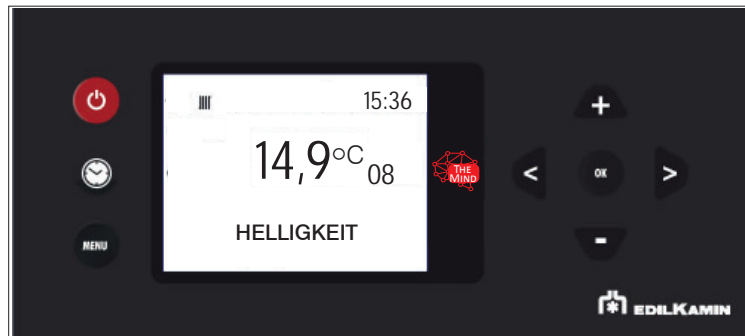 15:36
14,9°C 08
THE
MIND
< OK >
+
-
MENU
HELLIGKEIT
EDILKAMIN